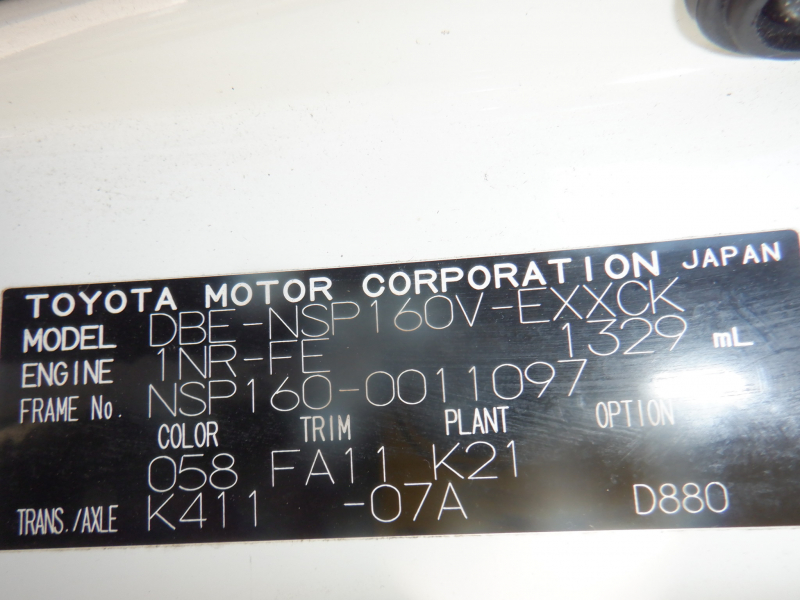 TOYOTA MOTOR CORPORATION JAPAN
MODEL DBE-NSP160V-EXXCK
ENGINE 1NR-FE 1329 mL
FRAME No. NSP160-0011097
COLOR TRIM PLANT OPTION
058 FA11 K21
TRANS./AXLE K411 -07A D880